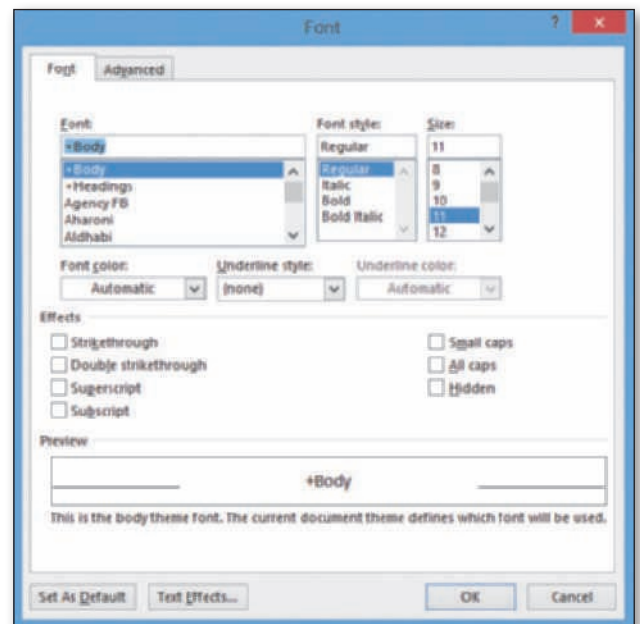 Font
?
Font Advanced
Font: Font style: Size:
+Body Regular 11
+Body Regular 8
+Headings Italic 9
Agency FB Bold 10
Aharoni Bold Italic 11
Aldhabi 12
Font color: Underline style: Underline color:
Automatic (none) Automatic
Effects
Strikethrough Small caps
Double strikethrough All caps
Superscript Hidden
Subscript
Preview
+Body
This is the body theme font. The current document theme defines which font will be used.
Set As Default Text Effects... OK Cancel